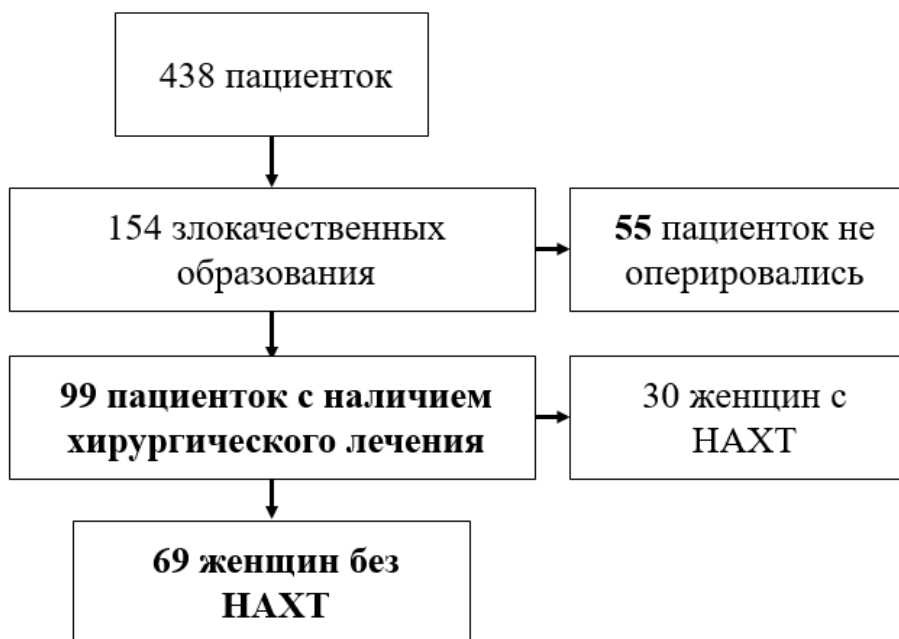 438 пациенток
154 злокачественных
образования
55 пациенток не
оперировались
99 пациенток с наличием
хирургического лечения
30 женщин с
НАХТ
69 женщин без
НАХТ